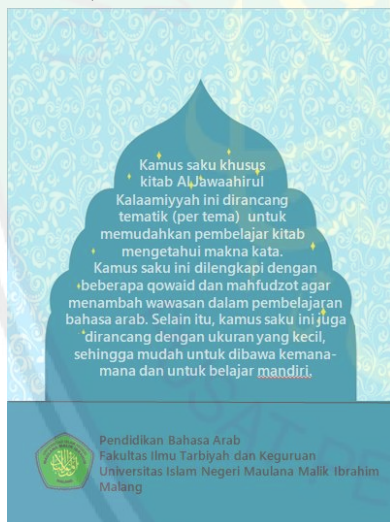 Kamus saku khusus
kitab Al Jawaahirul
Kalaamiyyah ini dirancang
tematik (per tema) untuk
memudahkan pembelajar kitab
mengetahui makna kata.
Kamus saku ini dilengkapi dengan
beberapa qowaid dan mahfudzot agar
menambah wawasan dalam pembelajaran
bahasa arab. Selain itu, kamus saku ini juga
dirancang dengan ukuran yang kecil,
sehingga mudah untuk dibawa kemana-
mana dan untuk belajar mandiri.
Pendidikan Bahasa Arab
Fakultas Ilmu Tarbiyah dan Keguruan
Universitas Islam Negeri Maulana Malik Ibrahim
Malang